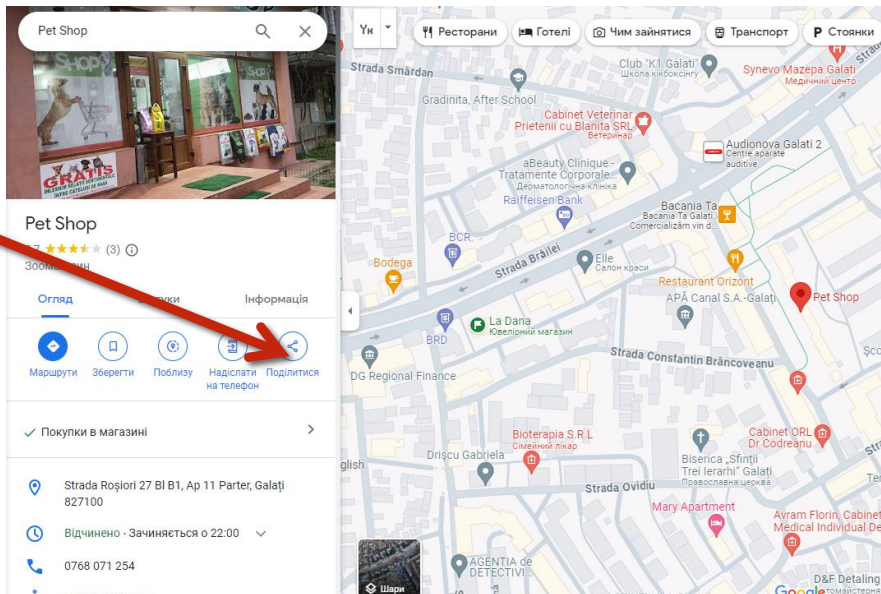 Pet Shop
SHOP
SHOP
GRATIS
Pet Shop
(3)
Огляд
Інформація
Маршрути
Зберегти
Поблизу
Надіслати
на телефон
Поділитися
Покупки в магазині
Strada Roșiori 27 Bl B1, Ap 11 Parter, Galați
827100
Відчинено · Зачиняється о 22:00
0768 071 254
Ресторани
Готелі
Чим зайнятися
Транспорт
P Стоянки
Strada Smârdan
Club "K1 Galati"
Школа кікбоксінгу
Synevo Mazepa Galati
Медичний центр
Gradinita, After School
Cabinet Veterinar
Prietenii cu Blanita SRL
Ветеринар
Audionova Galati 2
Centre aparate
auditive
aBeauty Clinique -
Tratamente Corporale...
Дерматологічна клініка
Raiffeisen Bank
Bacania Ta
Bacania-Ta Galati |
Comercializăm vin d...
BCR
Strada Brăilei
Elle
Салон краси
Bodega
Restaurant Orizont
APĂ Canal S.A.-Galați
Pet Shop
La Dana
Ювелірний магазин
BRD
Strada Constantin Brâncoveanu
DG Regional Finance
Bioterapia S.R.L
Сімейний лікар
Cabinet ORL
Dr Codreanu
Drișcu Gabriela
Biserica „Sfinții
Trei Ierarhi" Galați
Православна церква
glish
Strada Ovidiu
Mary Apartment
Avram Florin, Cabinet
Medical Individual De
AGENTIA de
DETECTIVI...
D&F Detaling
Шари
Google